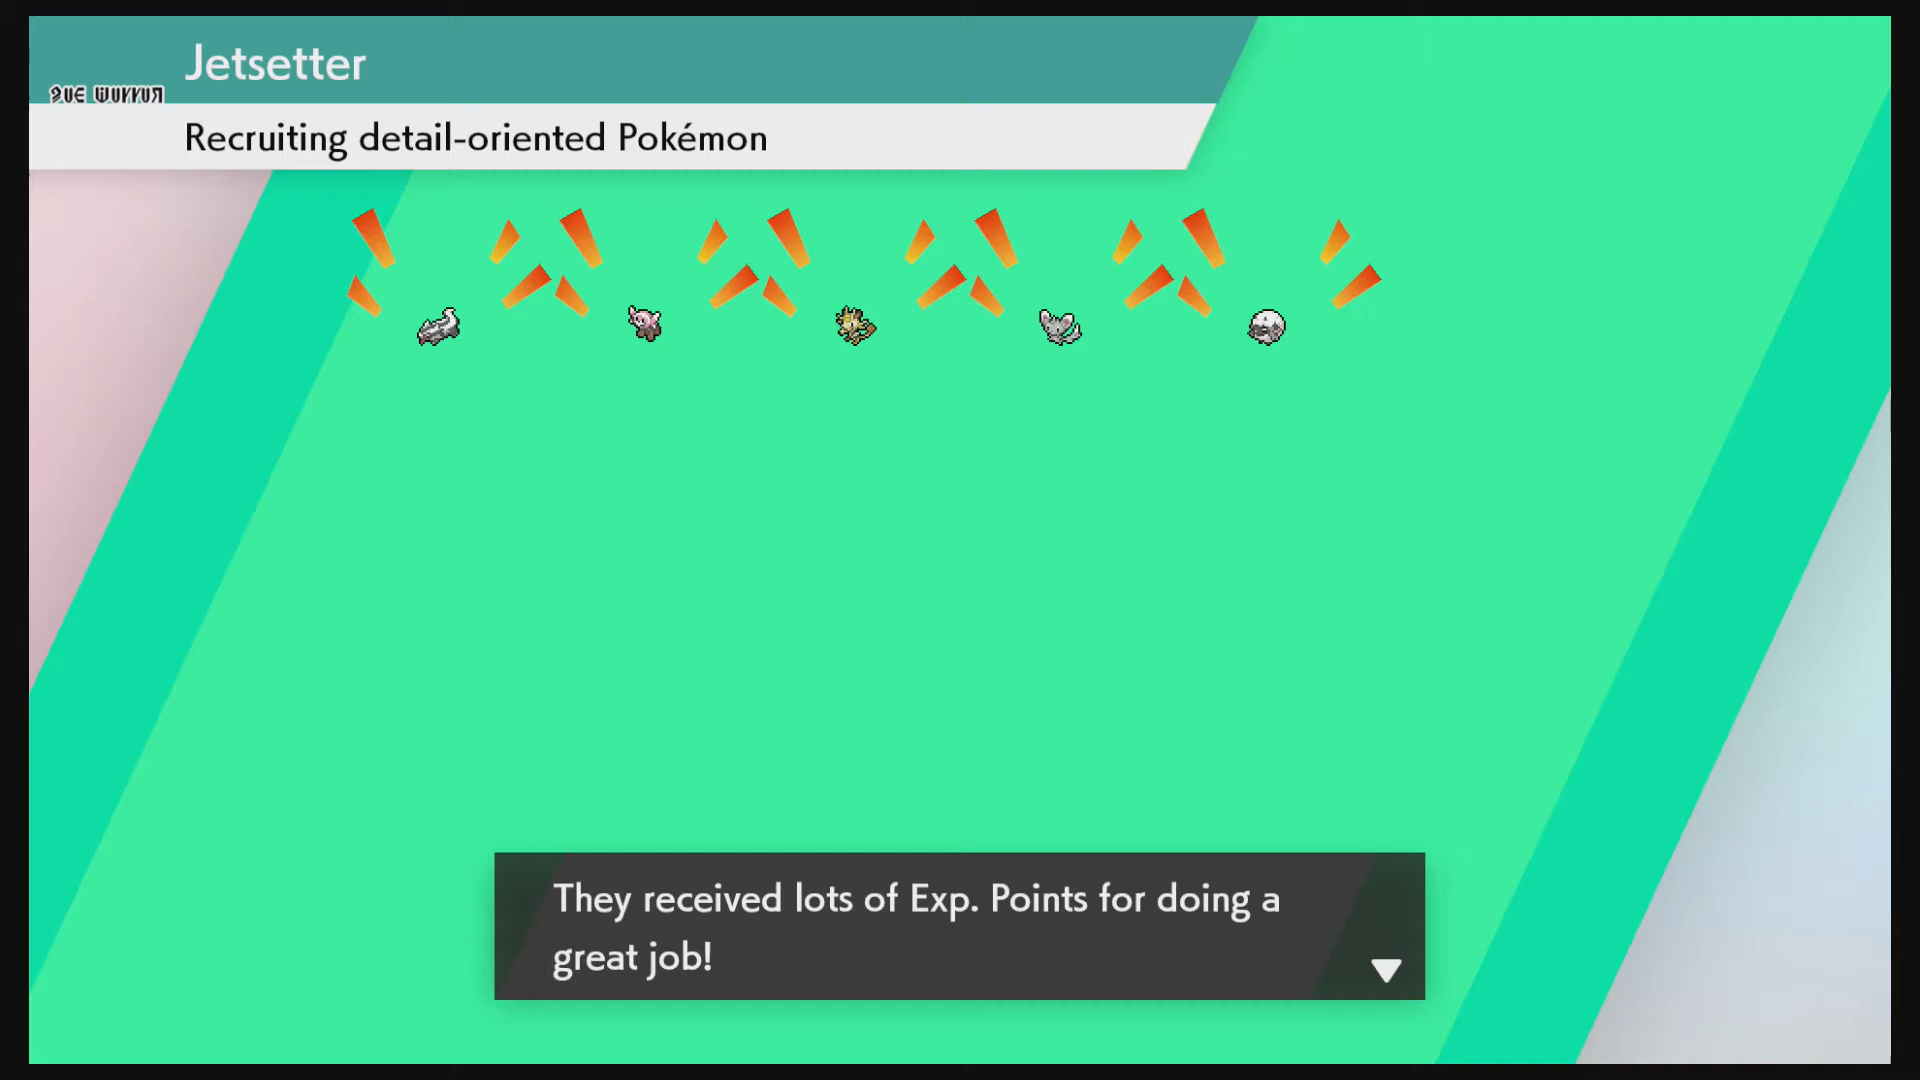 Jetsetter
Recruiting detail-oriented Pokémon
They received lots of Exp. Points for doing a
great job!